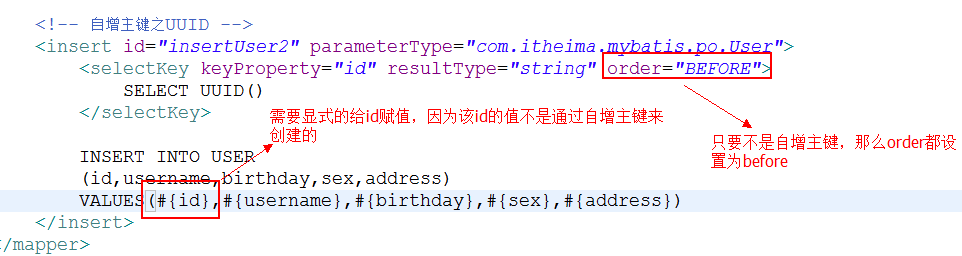 <!-- 自增主键之UUID -->
<insert id="insertUser2" parameterType="com.itheima.mybatis.po.User">
<selectKey keyProperty="id" resultType="string" order="BEFORE">
SELECT UUID()
</selectKey>
需要显式的给id赋值，因为该id的值不是通过自增主键来
创建的
只要不是自增主键，那么order都设
置为before
INSERT INTO USER
(id,username,birthday,sex,address)
VALUES(#{id},#{username},#{birthday},#{sex},#{address})
</insert>
</mapper>